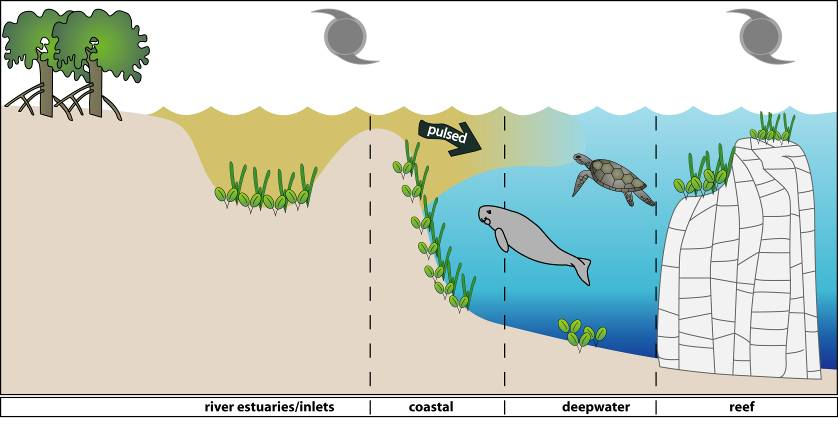 pulsed
river estuaries/inlets
coastal
deepwater
reef